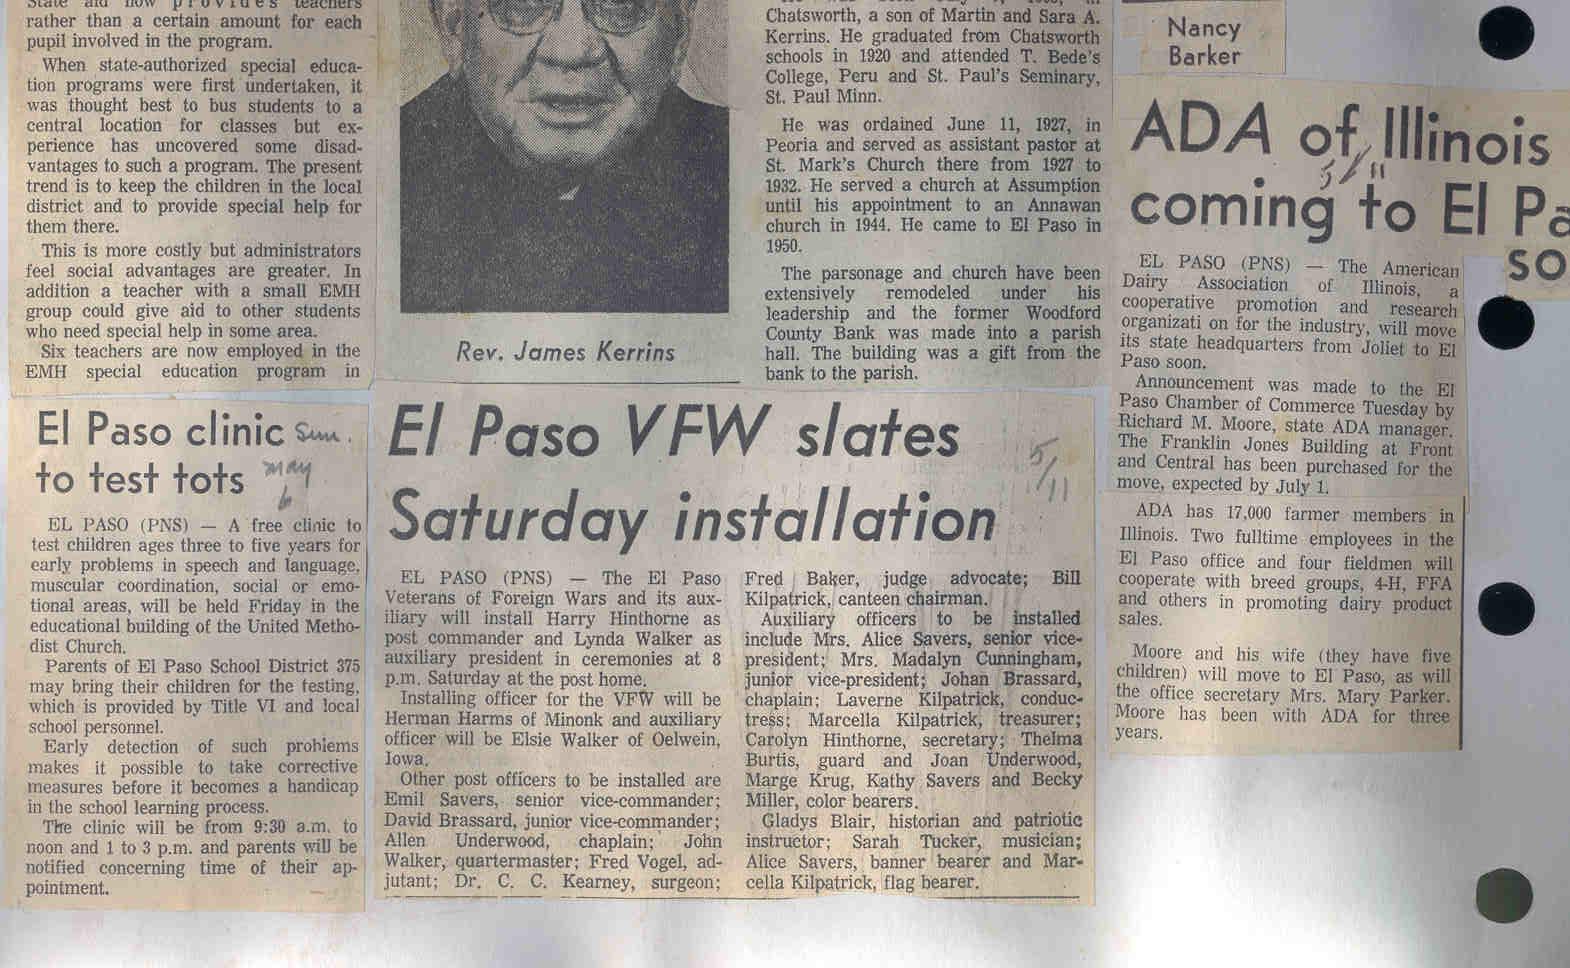 State aid now provides teachers
rather than a certain amount for each
pupil involved in the program.
When state-authorized special educa-
tion programs were first undertaken, it
was thought best to bus students to a
central location for classes but ex-
perience has uncovered some disad-
vantages to such a program. The present
trend is to keep the children in the local
district and to provide special help for
them there.
This is more costly but administrators
feel social advantages are greater. In
addition a teacher with a small EMH
group could give aid to other students
who need special help in some area.
Six teachers are now employed in the
EMH special education program in
Rev. James Kerrins
Chatsworth, a son of Martin and Sara A.
Kerrins. He graduated from Chatsworth
schools in 1920 and attended T. Bede's
College, Peru and St. Paul's Seminary,
St. Paul Minn.
He was ordained June 11, 1927, in
Peoria and served as assistant pastor at
St. Mark's Church there from 1927 to
1932. He served a church at Assumption
until his appointment to an Annawan
church in 1944. He came to El Paso in
1950.
The parsonage and church have been
extensively remodeled under his
leadership and the former Woodford
County Bank was made into a parish
hall. The building was a gift from the
bank to the parish.
Nancy
Barker
ADA of Illinois
5/11
coming to El Pa
so
EL PASO (PNS) — The American
Dairy Association of Illinois, a
cooperative promotion and research
organizati on for the industry, will move
its state headquarters from Joliet to El
Paso soon.
Announcement was made to the El
Paso Chamber of Commerce Tuesday by
Richard M. Moore, state ADA manager.
The Franklin Jones Building at Front
and Central has been purchased for the
move, expected by July 1.
ADA has 17,000 farmer members in
Illinois. Two fulltime employees in the
El Paso office and four fieldmen will
cooperate with breed groups, 4-H, FFA
and others in promoting dairy product
sales.
Moore and his wife (they have five
children) will move to El Paso, as will
the office secretary Mrs. Mary Parker.
Moore has been with ADA for three
years.
El Paso clinic Sun.
to test tots may
6
EL PASO (PNS) — A free clinic to
test children ages three to five years for
early problems in speech and language,
muscular coordination, social or emo-
tional areas, will be held Friday in the
educational building of the United Metho-
dist Church.
Parents of El Paso School District 375
may bring their children for the testing,
which is provided by Title VI and local
school personnel.
Early detection of such problems
makes it possible to take corrective
measures before it becomes a handicap
in the school learning process.
The clinic will be from 9:30 a.m. to
noon and 1 to 3 p.m. and parents will be
notified concerning time of their ap-
pointment.
El Paso VFW slates
5/11
Saturday installation
EL PASO (PNS) — The El Paso
Veterans of Foreign Wars and its aux-
iliary will install Harry Hinthorne as
post commander and Lynda Walker as
auxiliary president in ceremonies at 8
p.m. Saturday at the post home.
Installing officer for the VFW will be
Herman Harms of Minonk and auxiliary
officer will be Elsie Walker of Oelwein,
Iowa.
Other post officers to be installed are
Emil Savers, senior vice-commander;
David Brassard, junior vice-commander;
Allen Underwood, chaplain; John
Walker, quartermaster; Fred Vogel, ad-
jutant; Dr. C. C. Kearney, surgeon;
Fred Baker, judge advocate; Bill
Kilpatrick, canteen chairman.
Auxiliary officers to be installed
include Mrs. Alice Savers, senior vice-
president; Mrs. Madalyn Cunningham,
junior vice-president; Johan Brassard,
chaplain; Laverne Kilpatrick, conduc-
tress; Marcella Kilpatrick, treasurer;
Carolyn Hinthorne, secretary; Thelma
Burtis, guard and Joan Underwood,
Marge Krug, Kathy Savers and Becky
Miller, color bearers.
Gladys Blair, historian and patriotic
instructor; Sarah Tucker, musician;
Alice Savers, banner bearer and Mar-
cella Kilpatrick, flag bearer.